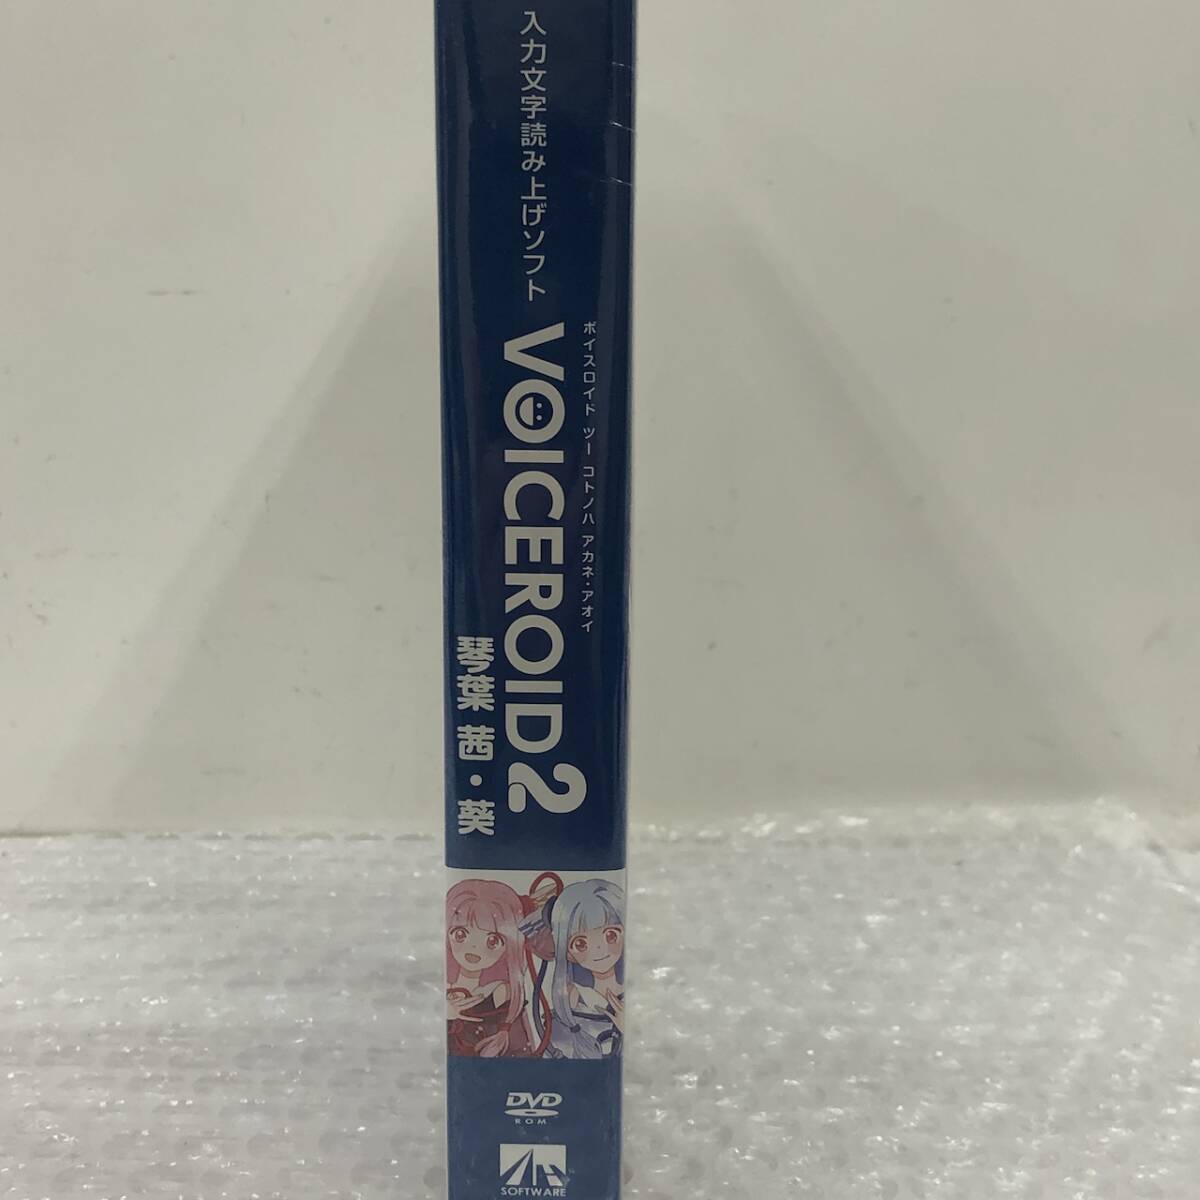 入力文字読み上げソフト
ボイスロイド ツー コトノハ アカネ・アオイ
VOICEROID2
琴葉 茜・葵
DVD
ROM
AH
SOFTWARE